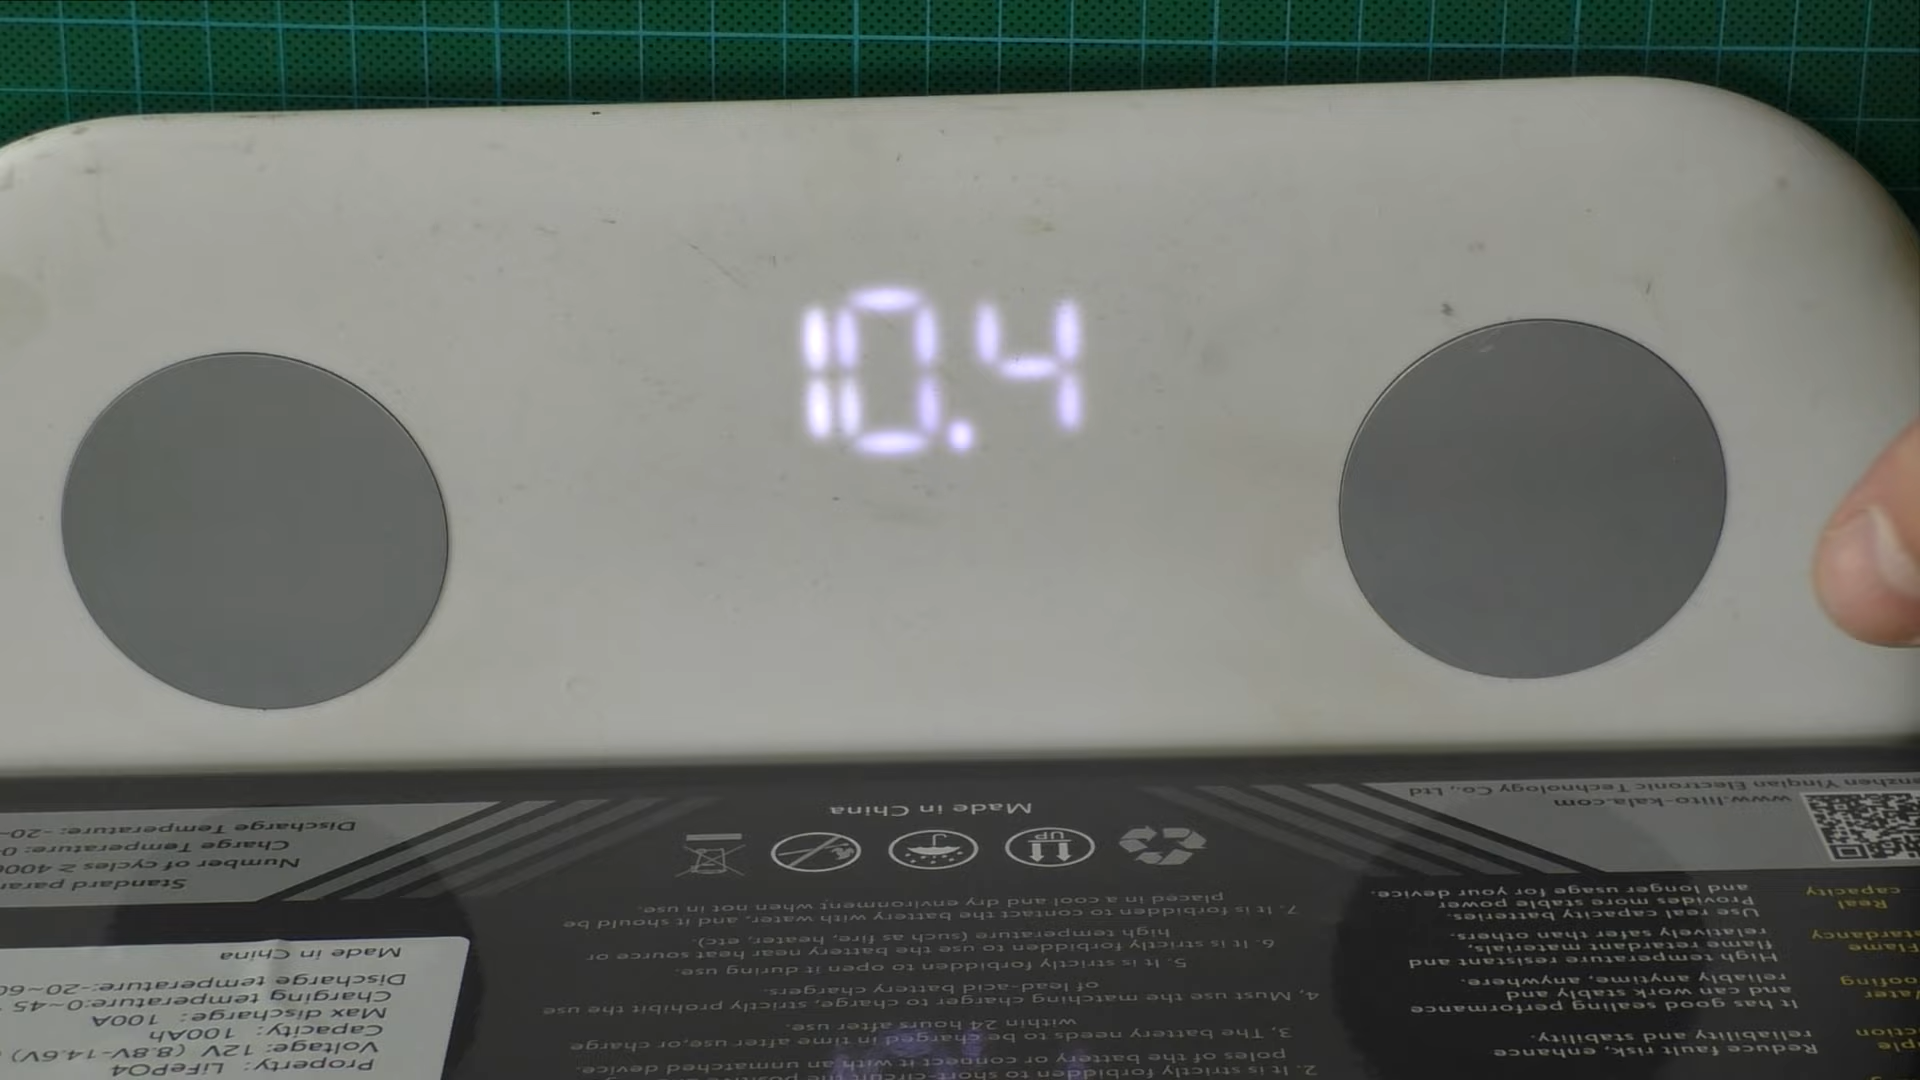 10.4
Made in China
UP
Standard param
Number of cycles ≥ 400
Charge Temperature: 0
Discharge Temperature: -20
Property: LiFePO4
Voltage: 12V (8.8V-14.6V)
Capacity: 100Ah
Max discharge: 100A
Charging temperature:0~45
Discharge temperature:-20~60
Made in China
2. It is strictly forbidden to short-circuit the positive
poles of the battery or connect it with an unmatched device.
3, The battery needs to be charged in time after use,or charge
within 24 hours after use.
4, Must use the matching charger to charge, strictly prohibit the use
of lead-acid battery chargers.
5. It is strictly forbidden to open it during use.
6. It is strictly forbidden to use the battery near heat source or
high temperature (such as fire, heater, etc).
7. It is forbidden to contact the battery with water, and it should be
placed in a cool and dry environment when not in use.
Reduce fault risk, enhance
reliability and stability.
It has good sealing performance
and can work stably and
reliably anytime, anywhere.
Flame
High temperature resistant and
flame retardant materials,
relatively safer than others.
Real
capacity
Use real capacity batteries.
Provides more stable power
and longer usage for your device.
www.liito-kala.com
enzhen Yinqian Electronic Technology Co., Ltd